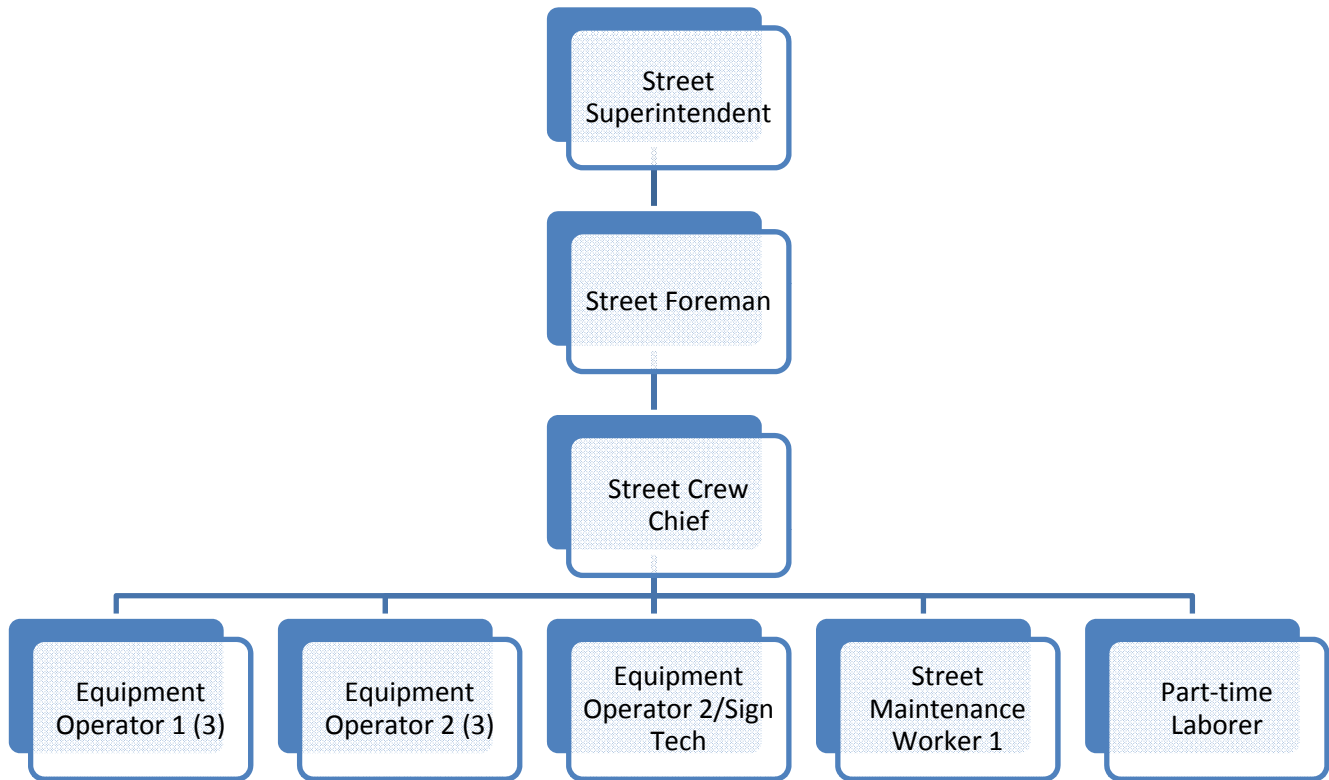 Street
Superintendent
Street Foreman
Street Crew
Chief
Equipment
Operator 1 (3)
Equipment
Operator 2 (3)
Equipment
Operator 2/Sign
Tech
Street
Maintenance
Worker 1
Part-time
Laborer